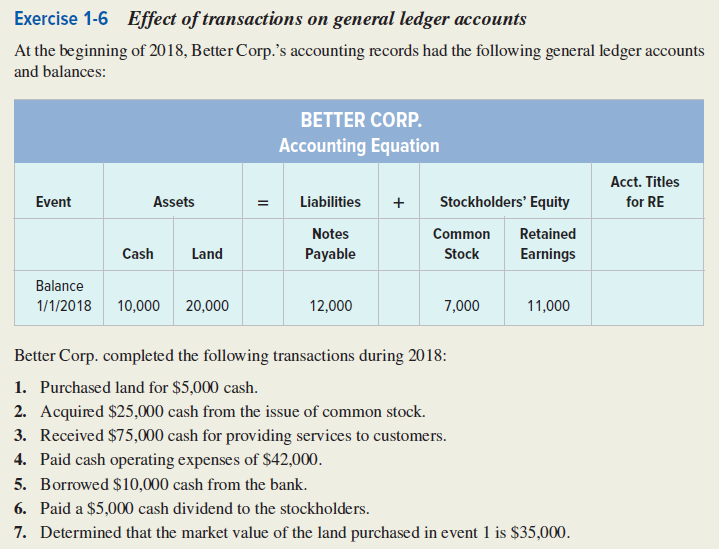 Exercise 1-6 Effect of transactions on general ledger accounts
At the beginning of 2018, Better Corp.’s accounting records had the following general ledger accounts
and balances:
BETTER CORP.
Accounting Equation
Event Assets = Liabilities + Stockholders’ Equity Acct. Titles for RE
Cash Land Notes Payable Common Stock Retained Earnings
Balance
1/1/2018 10,000 20,000 12,000 7,000 11,000
Better Corp. completed the following transactions during 2018:
1. Purchased land for $5,000 cash.
2. Acquired $25,000 cash from the issue of common stock.
3. Received $75,000 cash for providing services to customers.
4. Paid cash operating expenses of $42,000.
5. Borrowed $10,000 cash from the bank.
6. Paid a $5,000 cash dividend to the stockholders.
7. Determined that the market value of the land purchased in event 1 is $35,000.